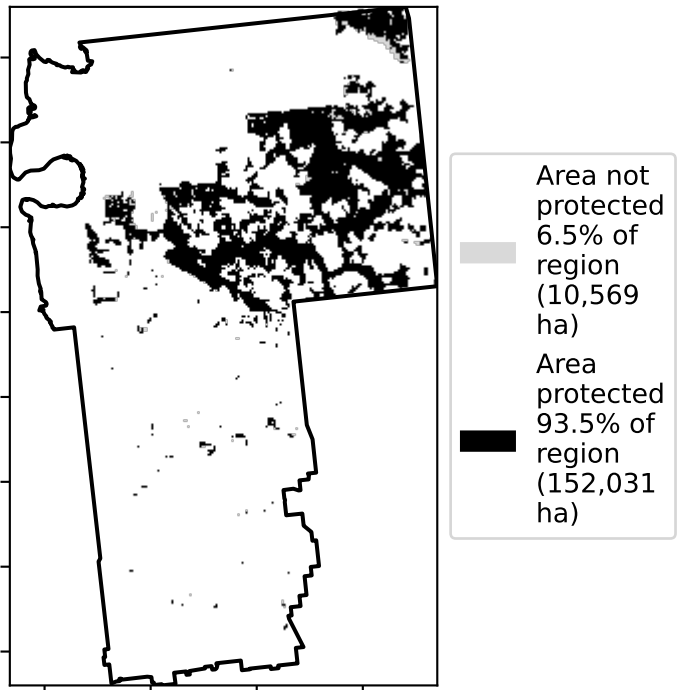 Area not
protected
6.5% of
region
(10,569
ha)
Area
protected
93.5% of
region
(152,031
ha)